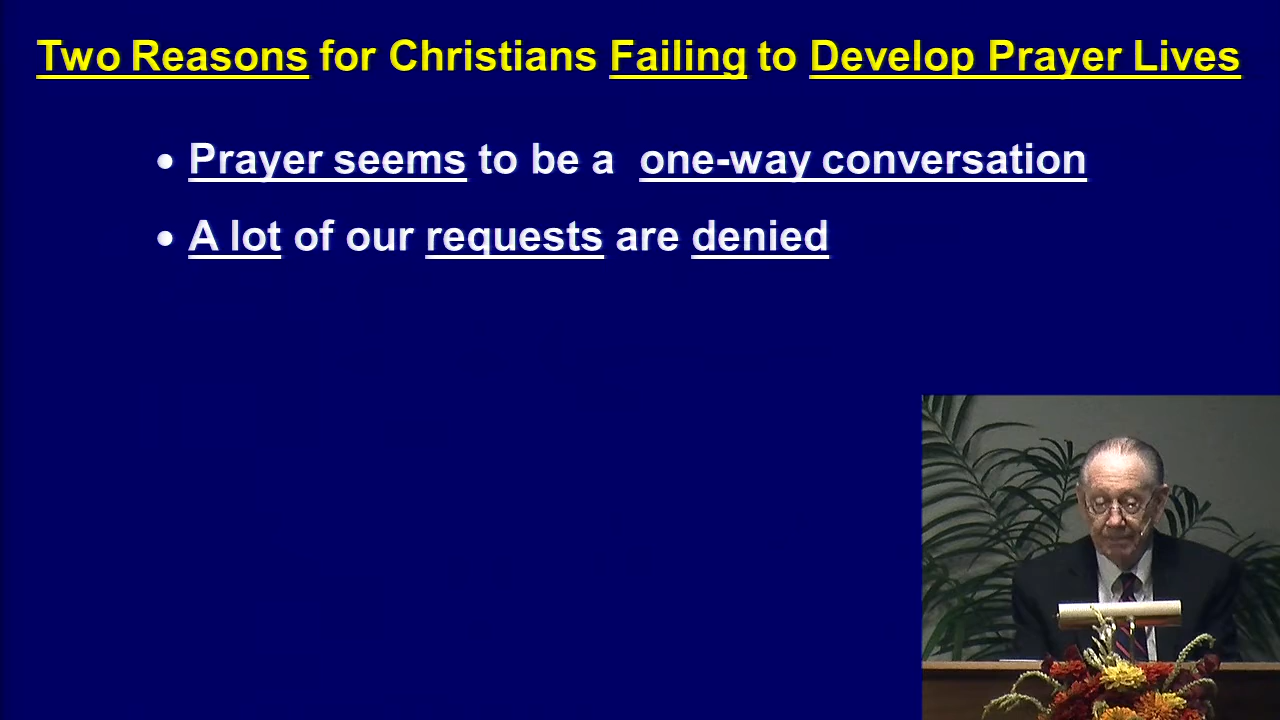 Two Reasons for Christians Failing to Develop Prayer Lives
• Prayer seems to be a one-way conversation
• A lot of our requests are denied